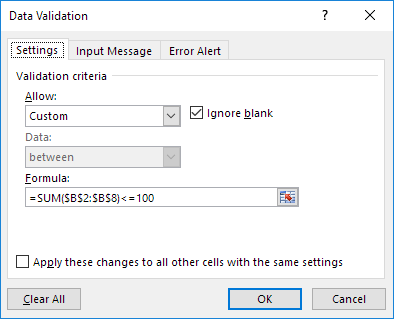 Data Validation ?
Settings Input Message Error Alert
Validation criteria
Allow:
Custom Ignore blank
Data:
between
Formula:
=SUM($B$2:$B$8)<=100
Apply these changes to all other cells with the same settings
Clear All OK Cancel